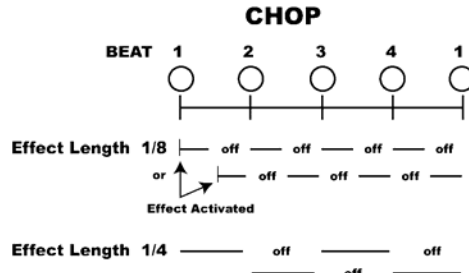 CHOP
BEAT 1 2 3 4 1
Effect Length 1/8 off off off off
or off off off
Effect Activated
Effect Length 1/4 off off
off